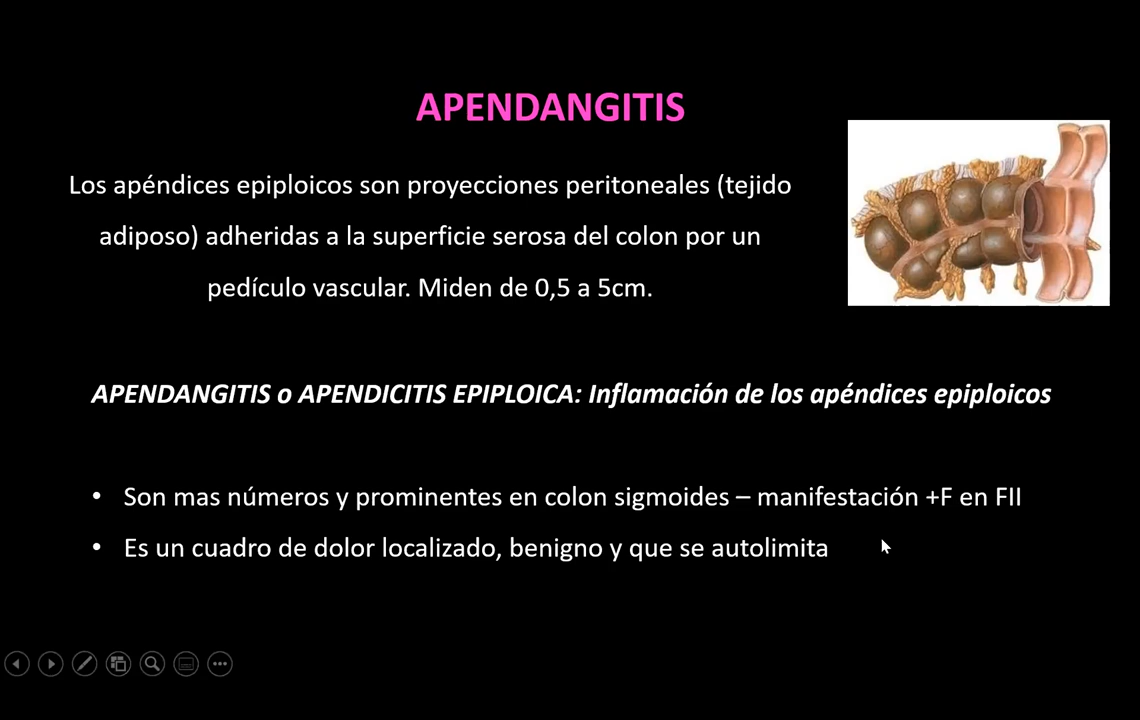 APENDANGITIS
Los apéndices epiploicos son proyecciones peritoneales (tejido
adiposo) adheridas a la superficie serosa del colon por un
pedículo vascular. Miden de 0,5 a 5cm.
APENDANGITIS o APENDICITIS EPIPLOICA: Inflamación de los apéndices epiploicos
• Son mas números y prominentes en colon sigmoides – manifestación +F en FII
• Es un cuadro de dolor localizado, benigno y que se autolimita